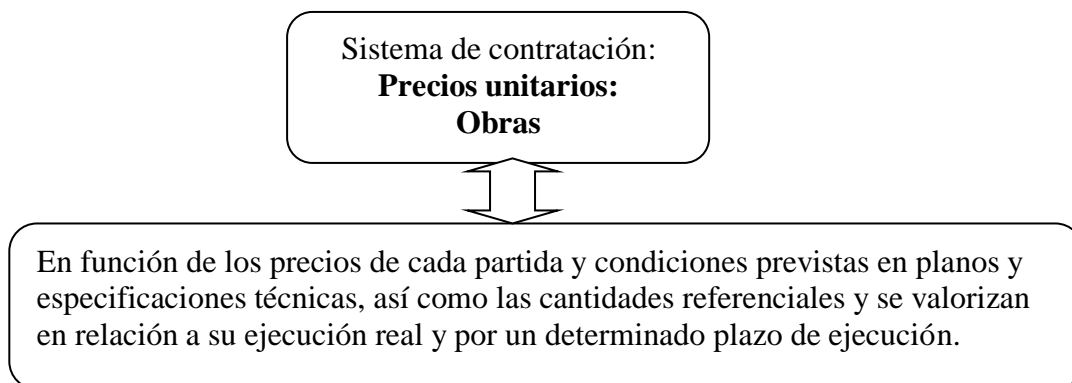 Sistema de contratación:
Precios unitarios:
Obras
En función de los precios de cada partida y condiciones previstas en planos y
especificaciones técnicas, así como las cantidades referenciales y se valorizan
en relación a su ejecución real y por un determinado plazo de ejecución.